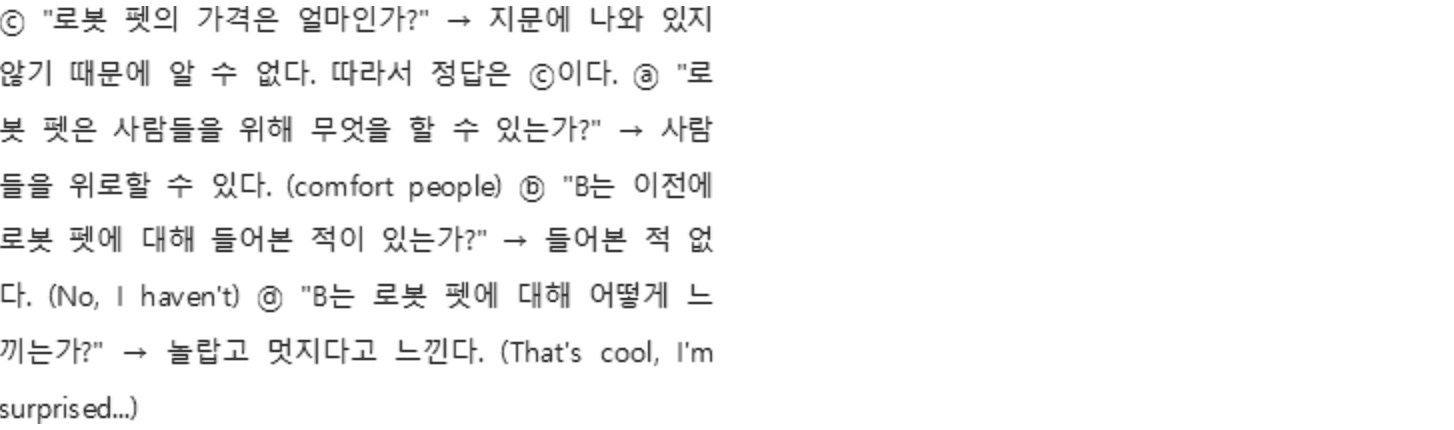 ⓒ "로봇 펫의 가격은 얼마인가?" → 지문에 나와 있지
않기 때문에 알 수 없다. 따라서 정답은 ⓒ이다. ⓐ "로
봇 펫은 사람들을 위해 무엇을 할 수 있는가?" → 사람
들을 위로할 수 있다. (comfort people) ⓑ "B는 이전에
로봇 펫에 대해 들어본 적이 있는가?" → 들어본 적 없
다. (No, I haven't) ⓓ "B는 로봇 펫에 대해 어떻게 느
끼는가?" → 놀랍고 멋지다고 느낀다. (That's cool, I'm
surprised...)